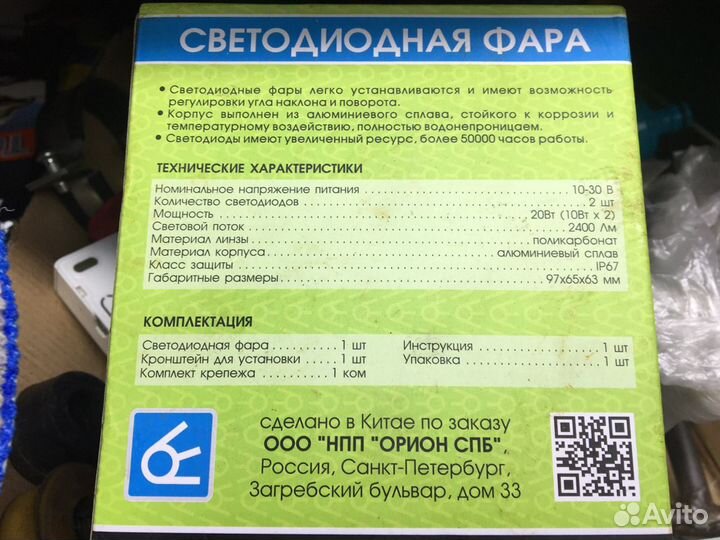 СВЕТОДИОДНАЯ ФАРА
• Светодиодные фары легко устанавливаются и имеют возможность
регулировки угла наклона и поворота.
• Корпус выполнен из алюминиевого сплава, стойкого к коррозии и
температурному воздействию, полностью водонепроницаем.
• Светодиоды имеют увеличенный ресурс, более 50000 часов работы.
ТЕХНИЧЕСКИЕ ХАРАКТЕРИСТИКИ
Номинальное напряжение питания 10-30 В
Количество светодиодов 2 шт
Мощность 20Вт (10Вт x 2)
Световой поток 2400 Лм
Материал линзы поликарбонат
Материал корпуса алюминиевый сплав
Класс защиты IP67
Габаритные размеры 97x65x63 мм
КОМПЛЕКТАЦИЯ
Светодиодная фара 1 шт
Кронштейн для установки 1 шт
Комплект крепежа 1 ком
Инструкция 1 шт
Упаковка 1 шт
сделано в Китае по заказу
ООО "НПП "ОРИОН СПБ",
Россия, Санкт-Петербург,
Загребский бульвар, дом 33
Avito